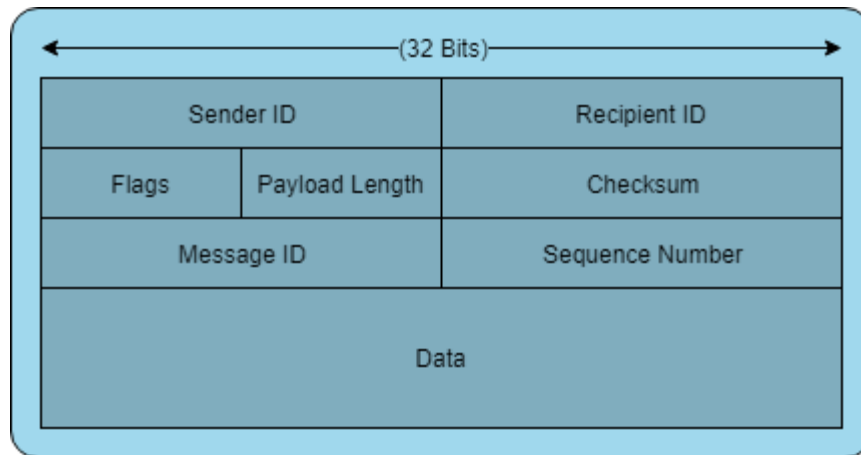 (32 Bits)
Sender ID Recipient ID
Flags Payload Length Checksum
Message ID Sequence Number
Data